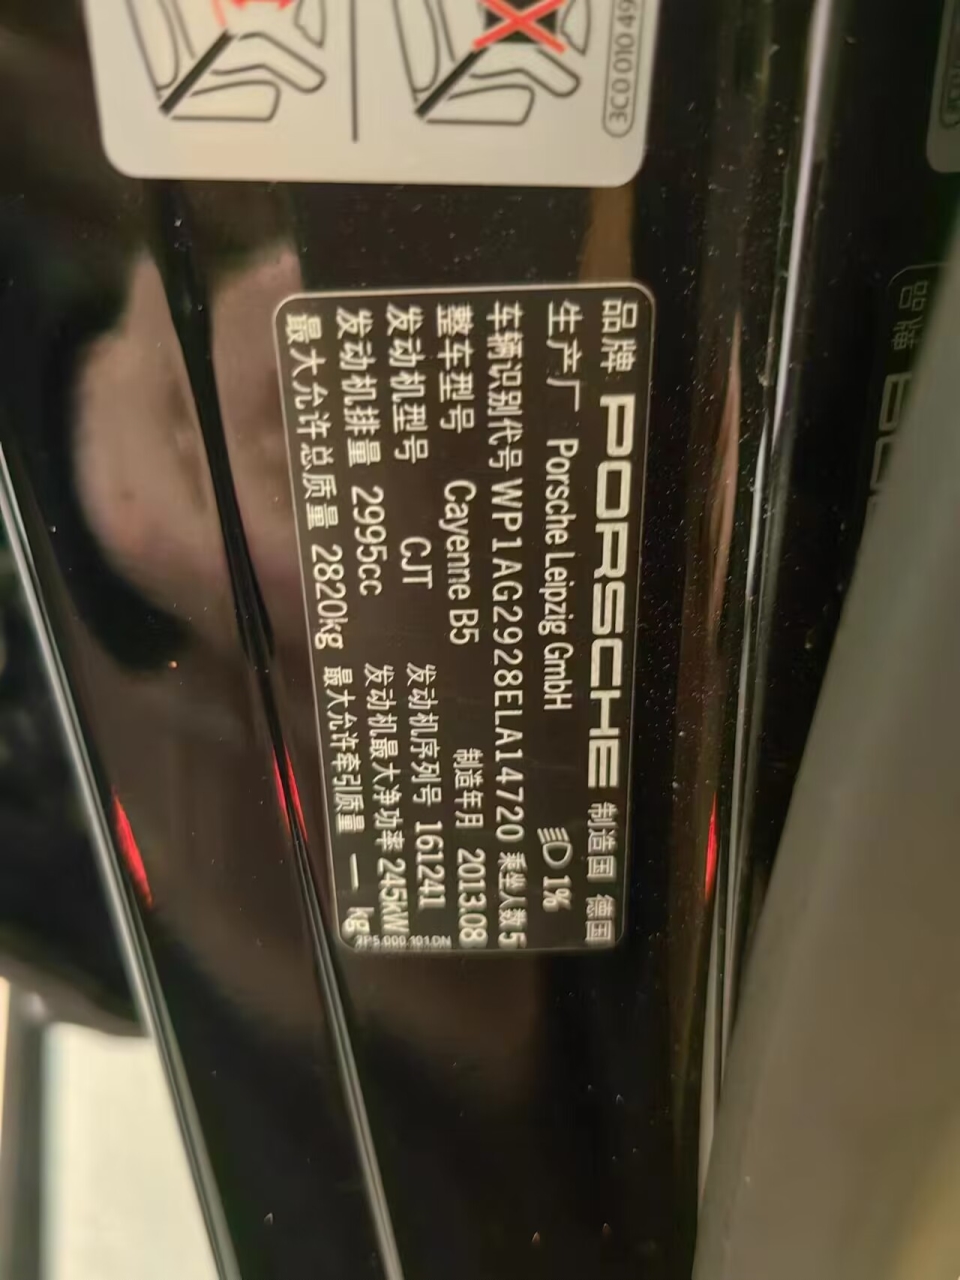 3C0 010 49
品牌 PORSCHE 制造国 德国
生产厂 Porsche Leipzig GmbH 1%
车辆识别代号 WP1AG2928ELA14720 乘坐人数 5
整车型号 Cayenne B5 制造年月 2013.08
发动机型号 CJT 发动机序列号 161241
发动机排量 2995cc 发动机最大净功率 245kW
最大允许总质量 2820kg 最大允许牵引质量 — kg
7P5.000.101.DN
品牌